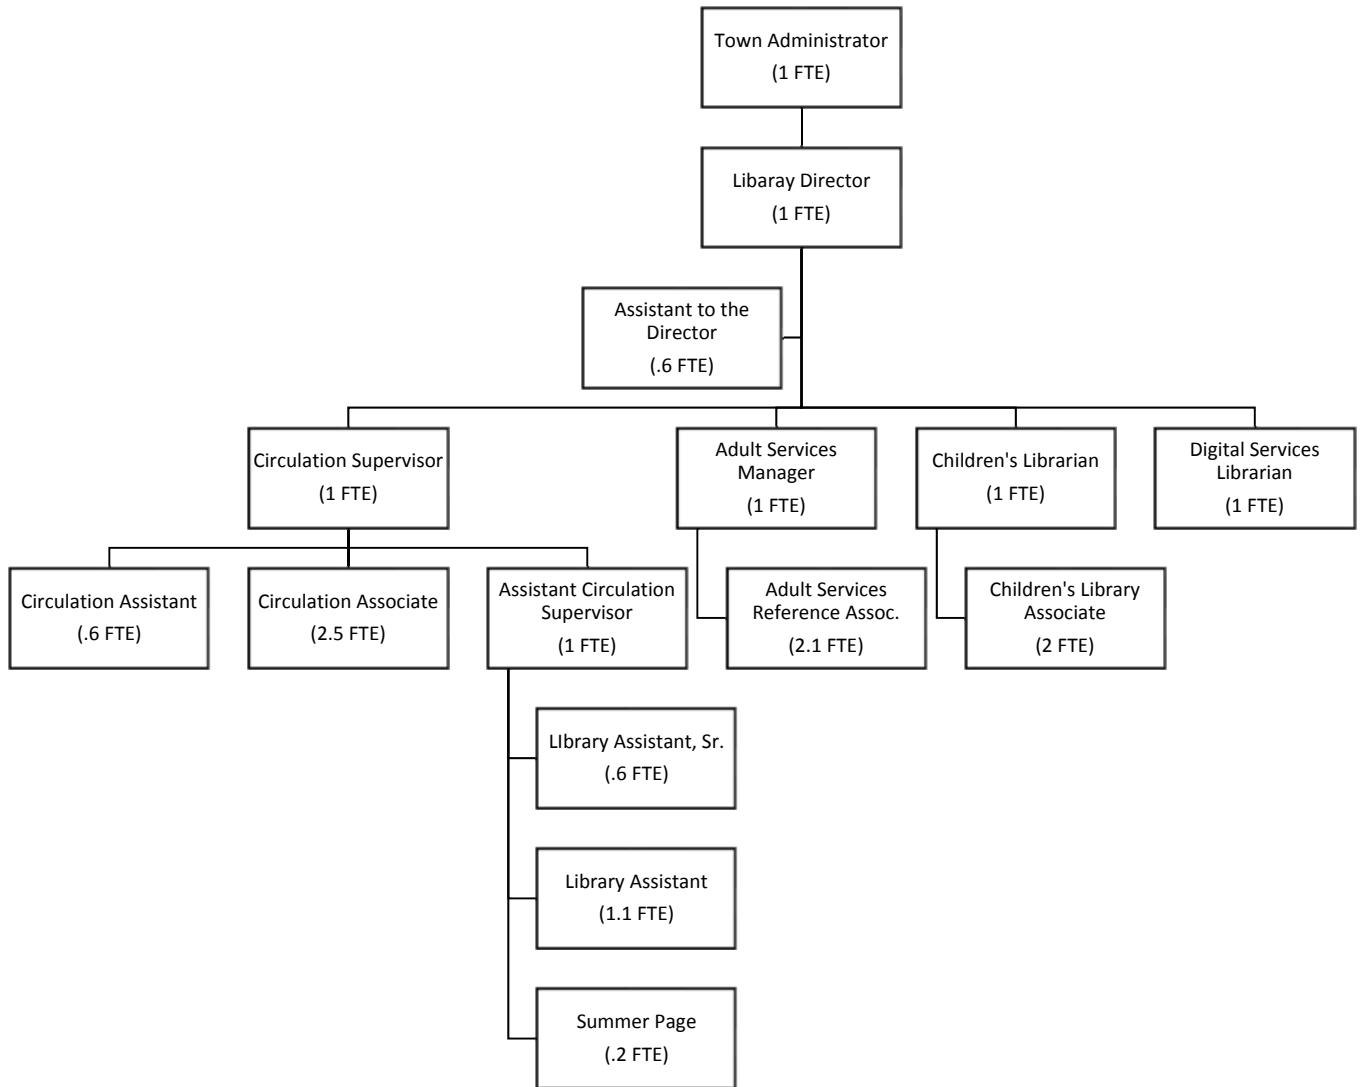 Town Administrator
(1 FTE)
Libaray Director
(1 FTE)
Assistant to the
Director
(.6 FTE)
Circulation Supervisor
(1 FTE)
Adult Services
Manager
(1 FTE)
Children's Librarian
(1 FTE)
Digital Services
Librarian
(1 FTE)
Circulation Assistant
(.6 FTE)
Circulation Associate
(2.5 FTE)
Assistant Circulation
Supervisor
(1 FTE)
Adult Services
Reference Assoc.
(2.1 FTE)
Children's Library
Associate
(2 FTE)
LIbrary Assistant, Sr.
(.6 FTE)
Library Assistant
(1.1 FTE)
Summer Page
(.2 FTE)